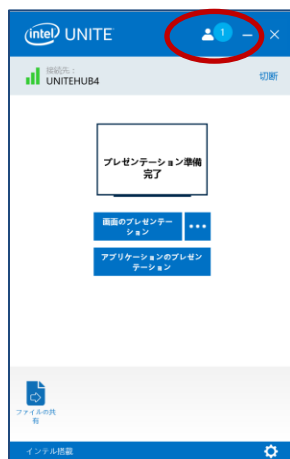 intel UNITE
1
接続先：
UNITEHUB4
切断
プレゼンテーション準備
完了
画面のプレゼンテー
ション
アプリケーションのプレゼン
テーション
ファイルの共
有
インテル搭載